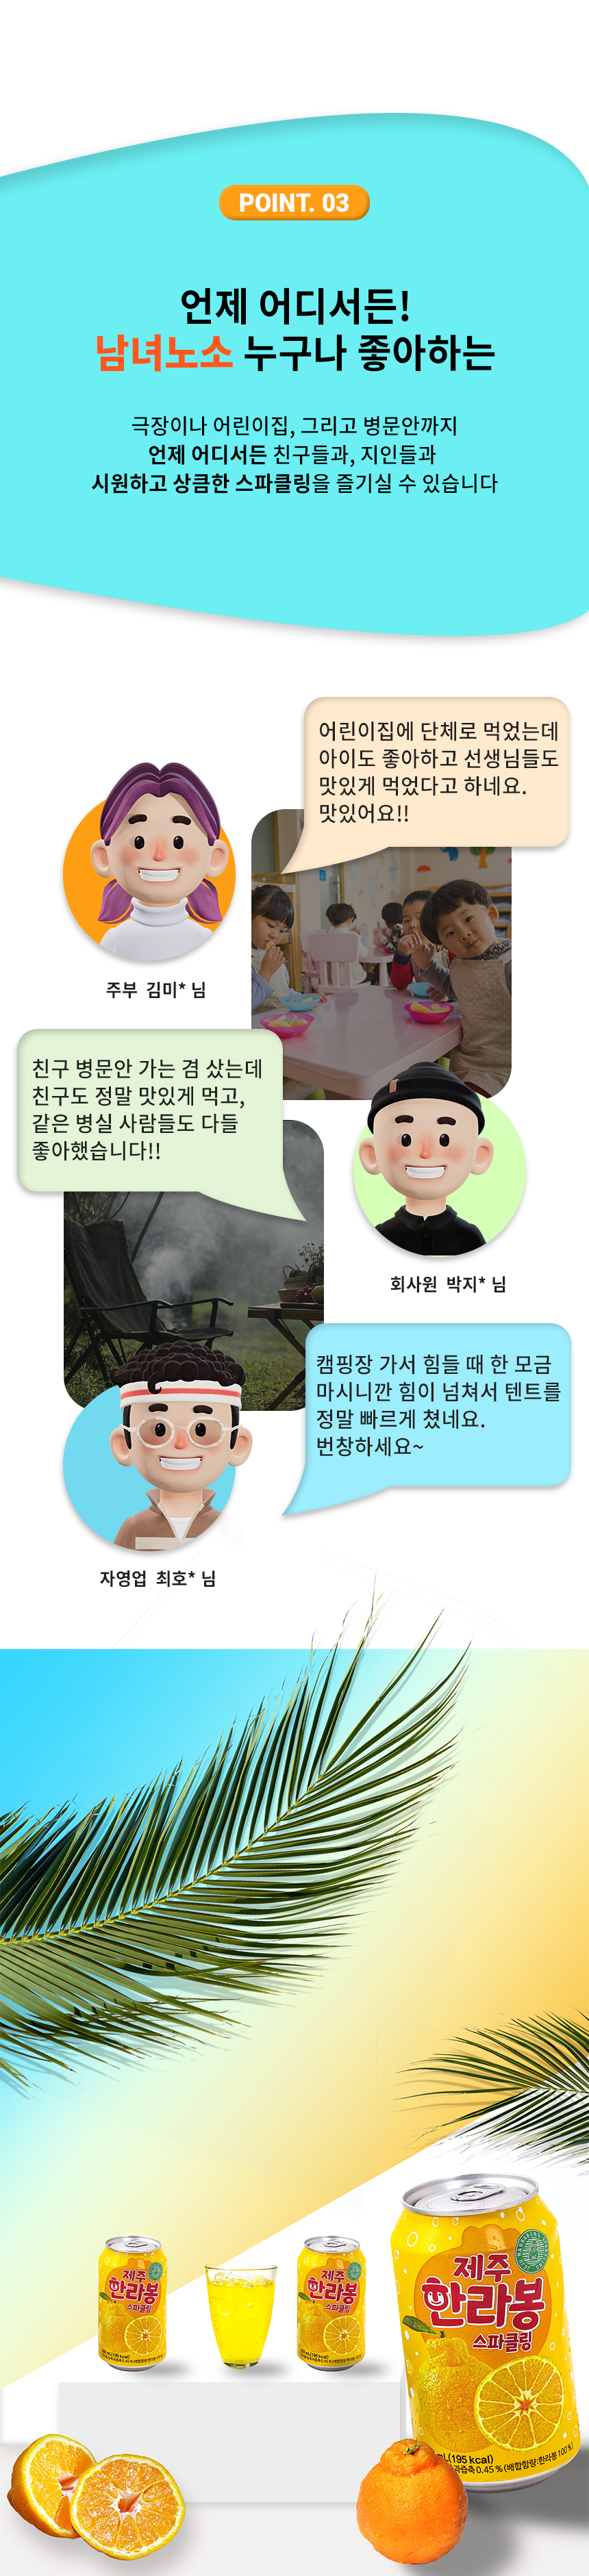 POINT. 03
언제 어디서든!
남녀노소 누구나 좋아하는
극장이나 어린이집, 그리고 병문안까지
언제 어디서든 친구들과, 지인들과
시원하고 상큼한 스파클링을 즐기실 수 있습니다
어린이집에 단체로 먹었는데
아이도 좋아하고 선생님들도
맛있게 먹었다고 하네요.
맛있어요!!
주부 김미* 님
친구 병문안 가는 겸 샀는데
친구도 정말 맛있게 먹고,
같은 병실 사람들도 다들
좋아했습니다!!
회사원 박지* 님
캠핑장 가서 힘들 때 한 모금
마시니깐 힘이 넘쳐서 텐트를
정말 빠르게 쳤네요.
번창하세요~
자영업 최호* 님
제주
한라봉
스파클링
제주
한라봉
스파클링
제주
한라봉
스파클링
(195 kcal)
과즙축0.45% (배합함량:한라봉100%)